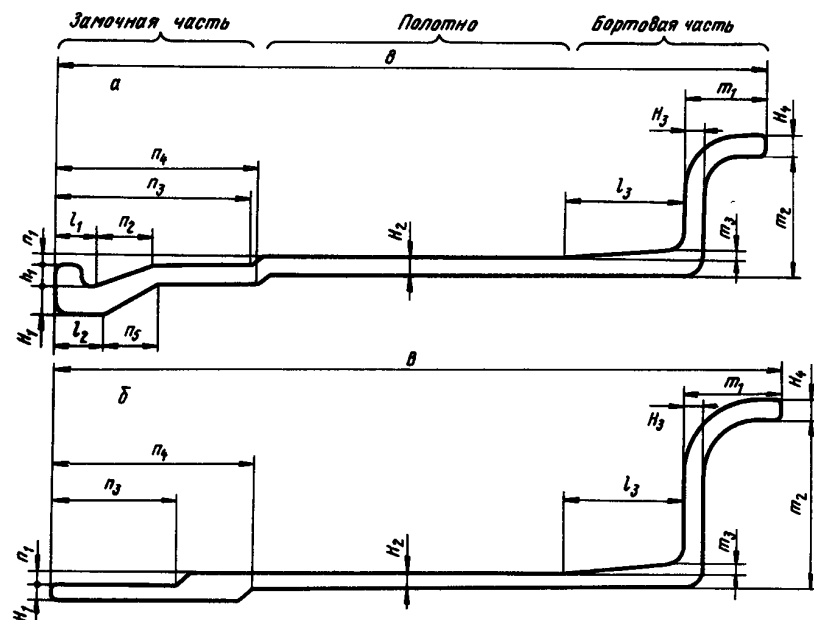 Замочная часть Полотно Бортовая часть
в
а
m₁
H₃
H₄
n₄
n₃
l₃
l₁ n₂
n₁
H₂
m₃
m₂
h₁
H₁
l₂ n₅
в
б
m₁
H₄
H₃
n₄
n₃
l₃
m₂
n₁
H₂
m₃
H₁